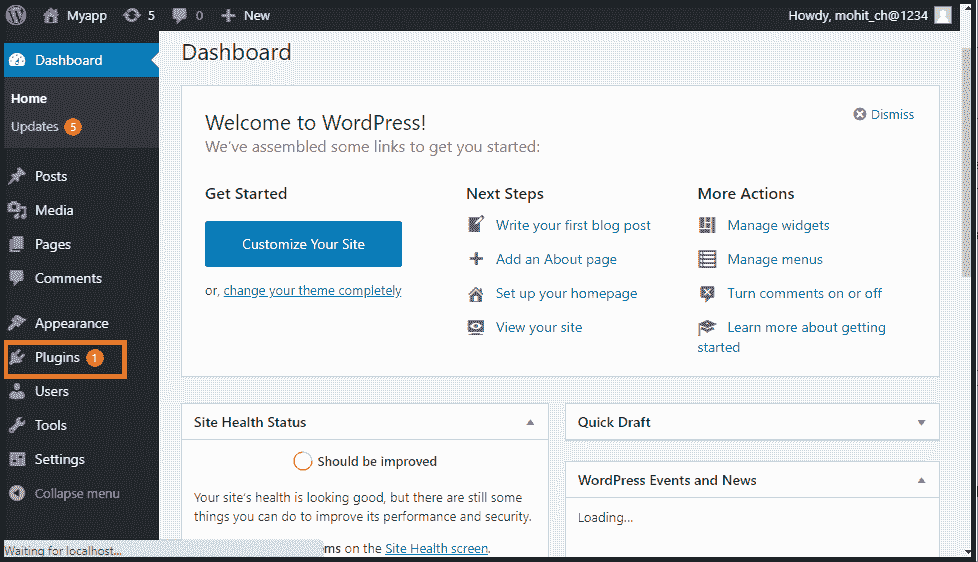 Myapp 5 0 New Howdy, mohit_ch@1234
Dashboard
Home
Updates 5
Posts
Media
Pages
Comments
Appearance
Plugins 1
Users
Tools
Settings
Collapse menu
Waiting for localhost...
Dashboard
Welcome to WordPress!
We've assembled some links to get you started:
Dismiss
Get Started
Customize Your Site
or, change your theme completely
Next Steps
Write your first blog post
Add an About page
Set up your homepage
View your site
More Actions
Manage widgets
Manage menus
Turn comments on or off
Learn more about getting
started
Site Health Status
Should be improved
Your site's health is looking good, but there are still some
things you can do to improve its performance and security.
ms on the Site Health screen.
Quick Draft
WordPress Events and News
Loading...